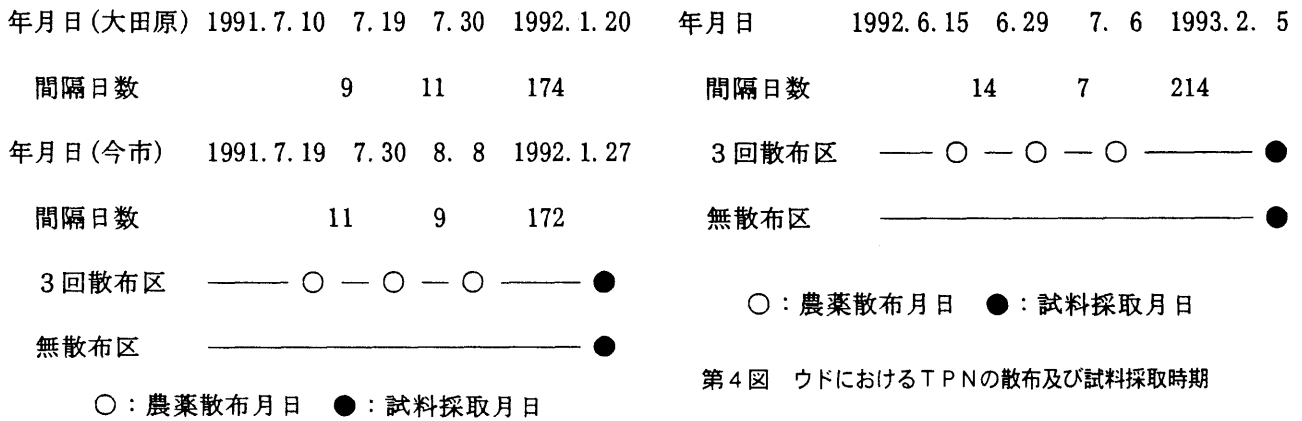 年月日(大田原) 1991.7.10 7.19 7.30 1992.1.20
間隔日数 9 11 174
年月日(今市) 1991.7.19 7.30 8. 8 1992.1.27
間隔日数 11 9 172
3回散布区 ―― ○ ― ○ ― ○ ―― ●
無散布区 ―――――――― ●
○：農薬散布月日 ●：試料採取月日
年月日 1992.6.15 6.29 7. 6 1993.2. 5
間隔日数 14 7 214
3回散布区 ―― ○ ― ○ ― ○ ――― ●
無散布区 ―――――――― ●
○：農薬散布月日 ●：試料採取月日
第4図 ウドにおけるTPNの散布及び試料採取時期